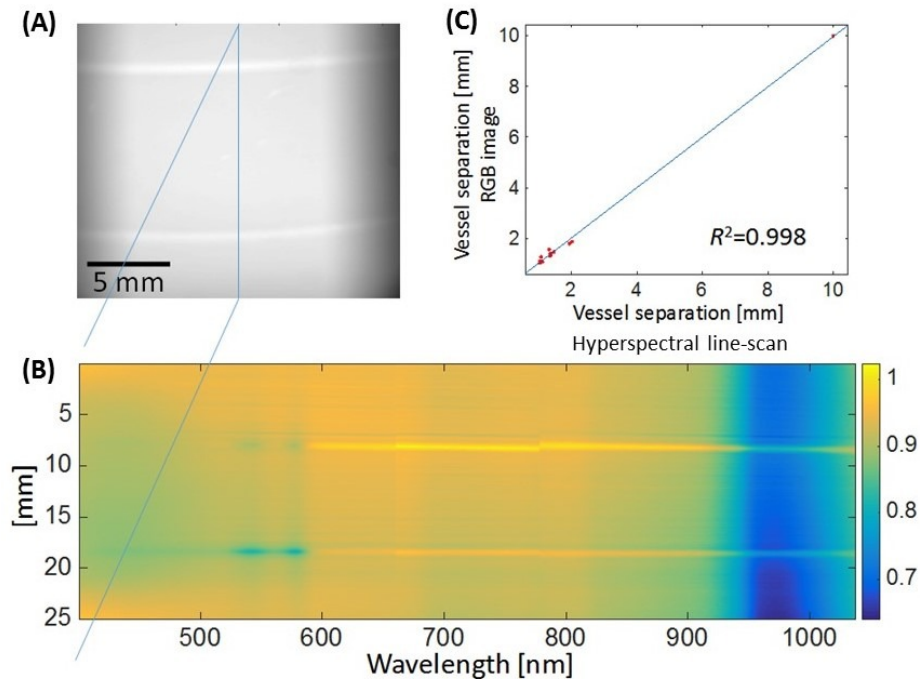 (A)
5 mm
(C)
Vessel separation [mm]
RGB image
10
8
6
4
2
R²=0.998
2 4 6 8 10
Vessel separation [mm]
Hyperspectral line-scan
(B)
[mm]
5
10
15
20
25
500 600 700 800 900 1000
Wavelength [nm]
1
0.9
0.8
0.7